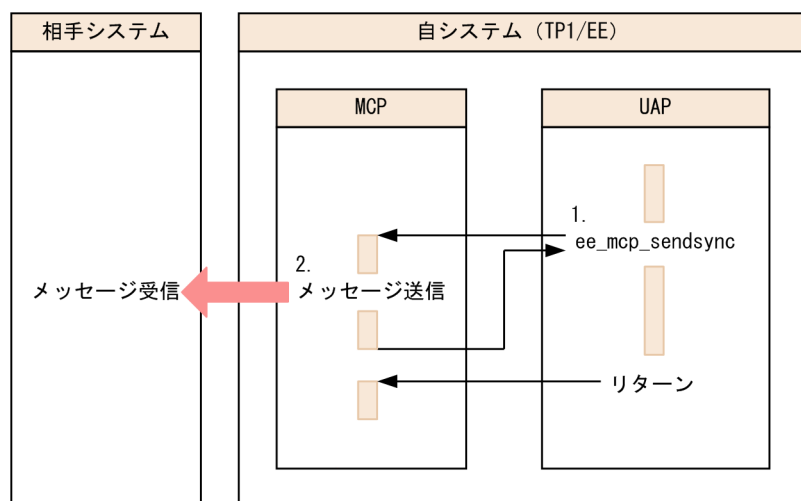 相手システム
自システム（TP1/EE）
MCP
UAP
1.
ee_mcp_sendsync
2.
メッセージ受信
メッセージ送信
リターン